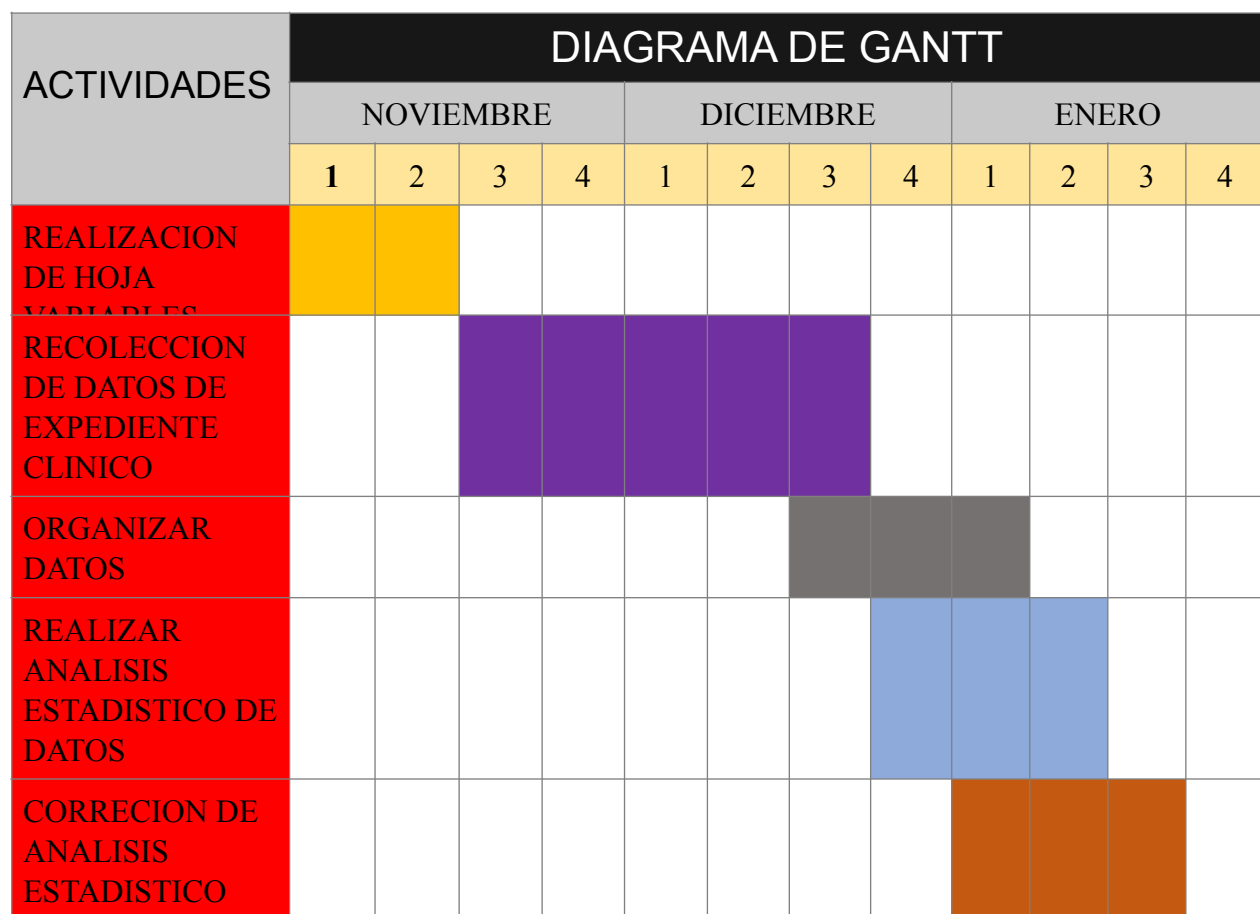 DIAGRAMA DE GANTT
ACTIVIDADES
NOVIEMBRE DICIEMBRE ENERO
1 2 3 4 1 2 3 4 1 2 3 4
REALIZACION
DE HOJA
VARIABLES
RECOLECCION
DE DATOS DE
EXPEDIENTE
CLINICO
ORGANIZAR
DATOS
REALIZAR
ANALISIS
ESTADISTICO DE
DATOS
CORRECION DE
ANALISIS
ESTADISTICO